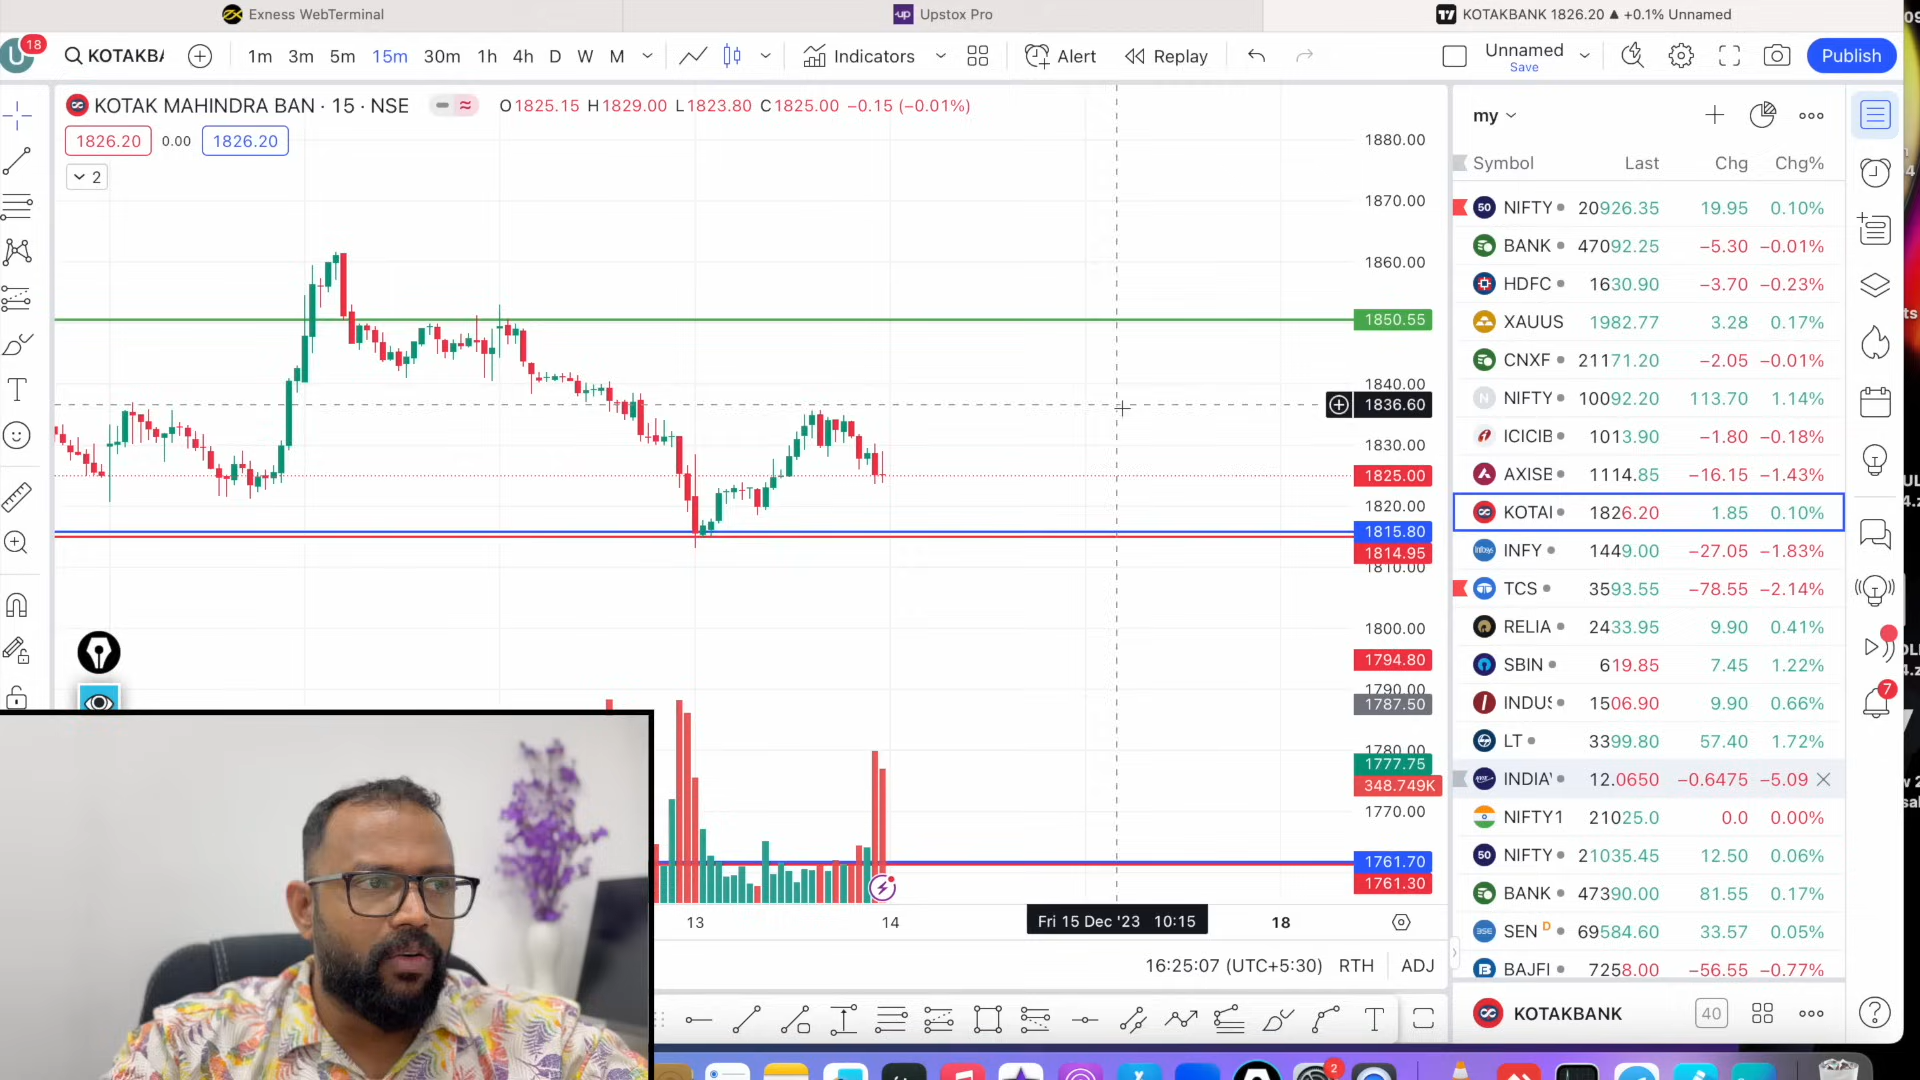 Exness WebTerminal
Upstox Pro
KOTAKBANK 1826.20 ▲ +0.1% Unnamed
U 18
KOTAKBA
1m 3m 5m 15m 30m 1h 4h D W M
Indicators
Alert
Replay
Unnamed
Save
Publish
KOTAK MAHINDRA BAN · 15 · NSE
O1825.15 H1829.00 L1823.80 C1825.00 −0.15 (−0.01%)
1826.20 0.00 1826.20
2
1880.00
1870.00
1860.00
1850.55
1840.00
1836.60
1830.00
1825.00
1820.00
1815.80
1814.95
1810.00
1800.00
1794.80
1790.00
1787.50
1780.00
1777.75
348.749K
1770.00
1761.70
1761.30
13 14 Fri 15 Dec '23 10:15 18
16:25:07 (UTC+5:30) RTH ADJ
my
Symbol Last Chg Chg%
NIFTY 20926.35 19.95 0.10%
BANK 47092.25 −5.30 −0.01%
HDFC 1630.90 −3.70 −0.23%
XAUUS 1982.77 3.28 0.17%
CNXF 21171.20 −2.05 −0.01%
NIFTY 10092.20 113.70 1.14%
ICICIB 1013.90 −1.80 −0.18%
AXISB 1114.85 −16.15 −1.43%
KOTAI 1826.20 1.85 0.10%
INFY 1449.00 −27.05 −1.83%
TCS 3593.55 −78.55 −2.14%
RELIA 2433.95 9.90 0.41%
SBIN 619.85 7.45 1.22%
INDUS 1506.90 9.90 0.66%
LT 3399.80 57.40 1.72%
INDIA 12.0650 −0.6475 −5.09
NIFTY1 21025.0 0.0 0.00%
NIFTY 21035.45 12.50 0.06%
BANK 47390.00 81.55 0.17%
SEN D 69584.60 33.57 0.05%
BAJFI 7258.00 −56.55 −0.77%
KOTAKBANK 40
7
2